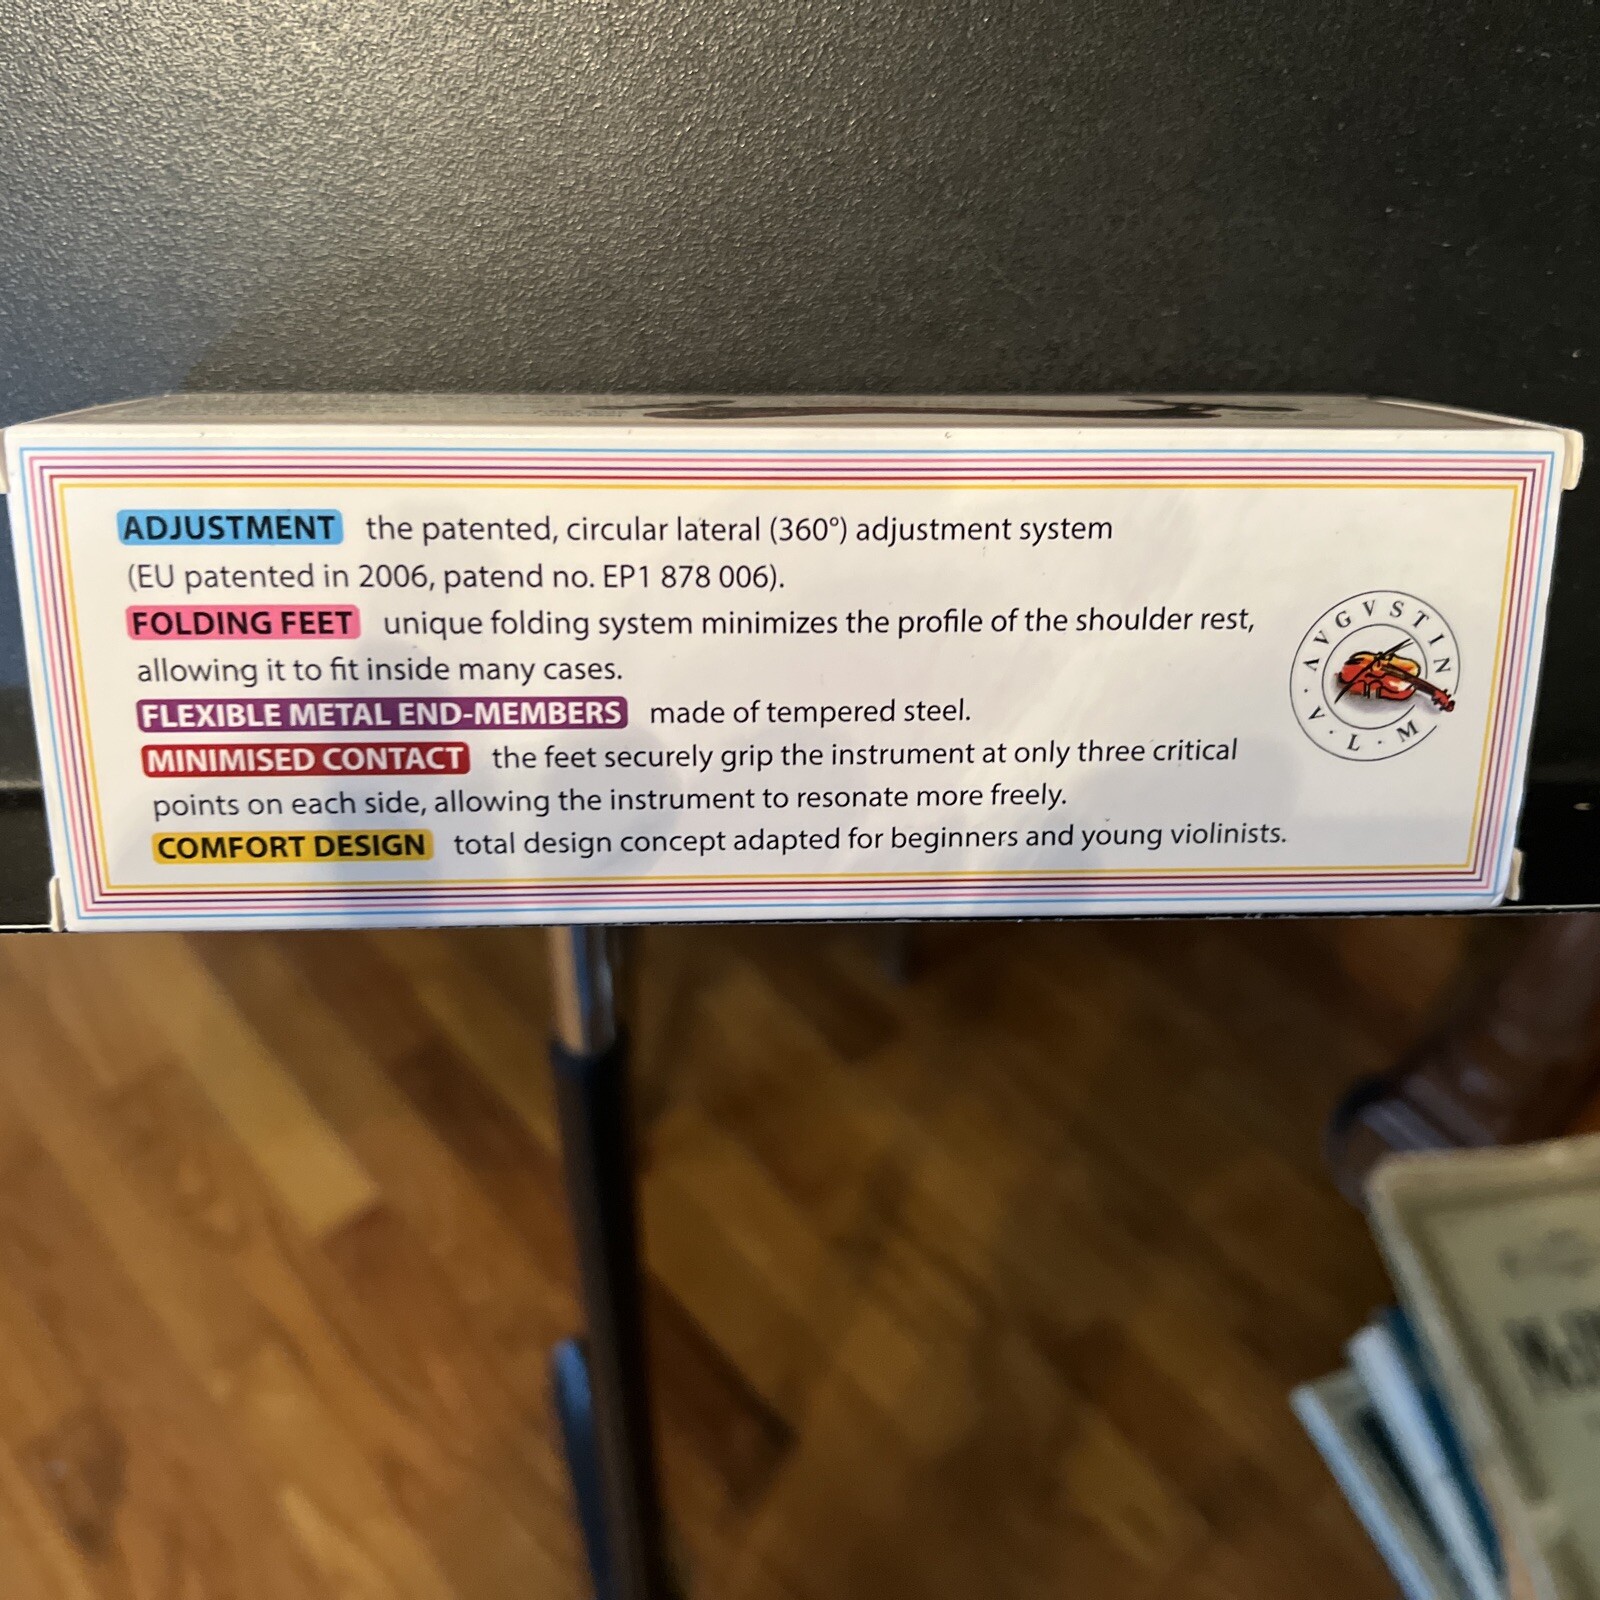 ADJUSTMENT the patented, circular lateral (360°) adjustment system
(EU patented in 2006, patend no. EP1 878 006).
FOLDING FEET unique folding system minimizes the profile of the shoulder rest,
allowing it to fit inside many cases.
FLEXIBLE METAL END-MEMBERS made of tempered steel.
MINIMISED CONTACT the feet securely grip the instrument at only three critical
points on each side, allowing the instrument to resonate more freely.
COMFORT DESIGN total design concept adapted for beginners and young violinists.
V · L · M · AVGVSTIN